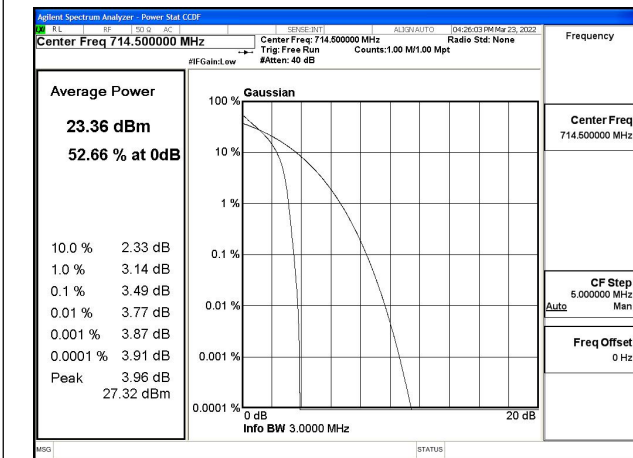 Agilent Spectrum Analyzer - Power Stat CCDF
RL RF 50 Ω AC SENSE:INT ALIGNAUTO 04:26:03 PM Mar 23, 2022
Center Freq 714.500000 MHz
Center Freq: 714.500000 MHz Radio Std: None
Trig: Free Run Counts:1.00 M/1.00 Mpt
#IFGain:Low #Atten: 40 dB
Frequency
Average Power
23.36 dBm
52.66 % at 0dB
10.0 % 2.33 dB
1.0 % 3.14 dB
0.1 % 3.49 dB
0.01 % 3.77 dB
0.001 % 3.87 dB
0.0001 % 3.91 dB
Peak 3.96 dB
27.32 dBm
Gaussian
100 %
10 %
1 %
0.1 %
0.01 %
0.001 %
0.0001 %
0 dB 20 dB
Info BW 3.0000 MHz
Center Freq
714.500000 MHz
CF Step
5.000000 MHz
Auto Man
Freq Offset
0 Hz
MSG STATUS